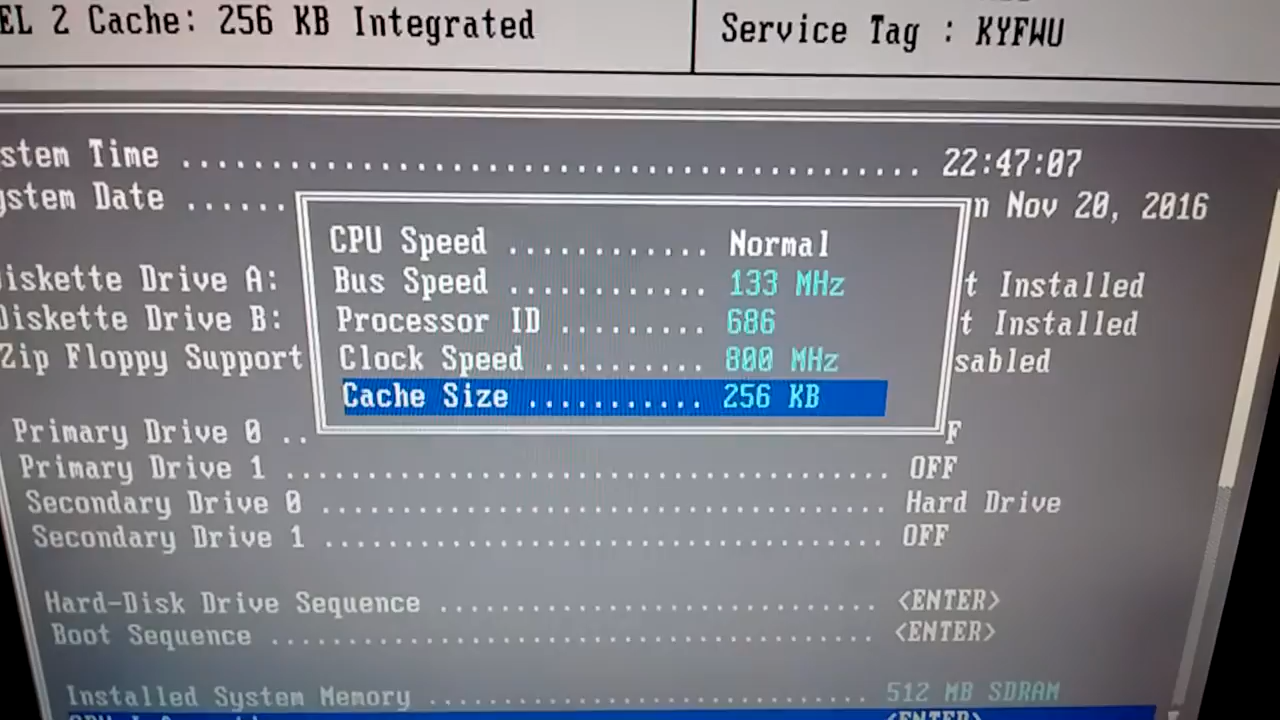 EL 2 Cache: 256 KB Integrated
Service Tag : KYFWU
stem Time ............................................. 22:47:07
ystem Date ...... n Nov 20, 2016
CPU Speed ............ Normal
Bus Speed ............ 133 MHz
Processor ID ......... 686
Clock Speed .......... 800 MHz
Cache Size ........... 256 KB
iskette Drive A: t Installed
Diskette Drive B: t Installed
Zip Floppy Support sabled
Primary Drive 0 .. F
Primary Drive 1 ...................................... OFF
Secondary Drive 0 ................................... Hard Drive
Secondary Drive 1 ................................... OFF
Hard-Disk Drive Sequence ........................... <ENTER>
Boot Sequence ...................................... <ENTER>
Installed System Memory ............................ 512 MB SDRAM
<ENTER>